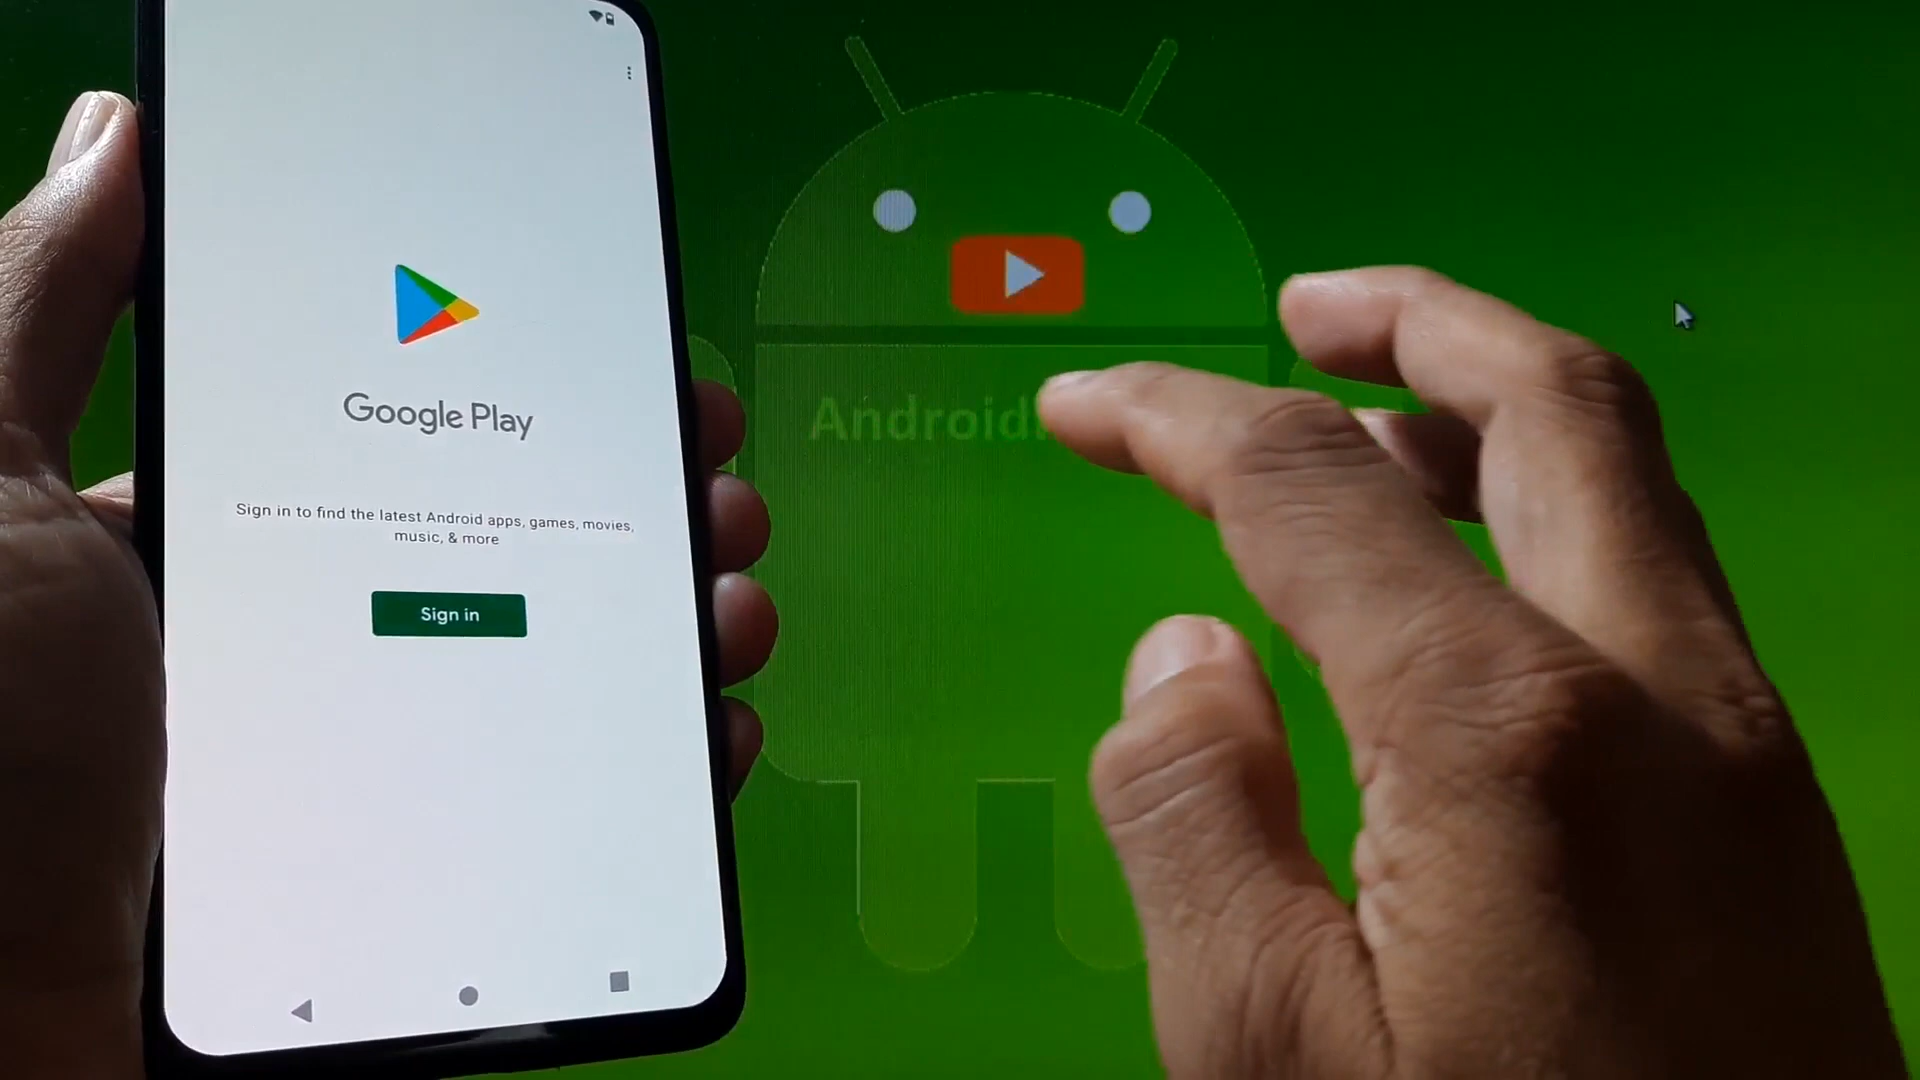 Google Play
Sign in to find the latest Android apps, games, movies,
music, & more
Sign in
Android